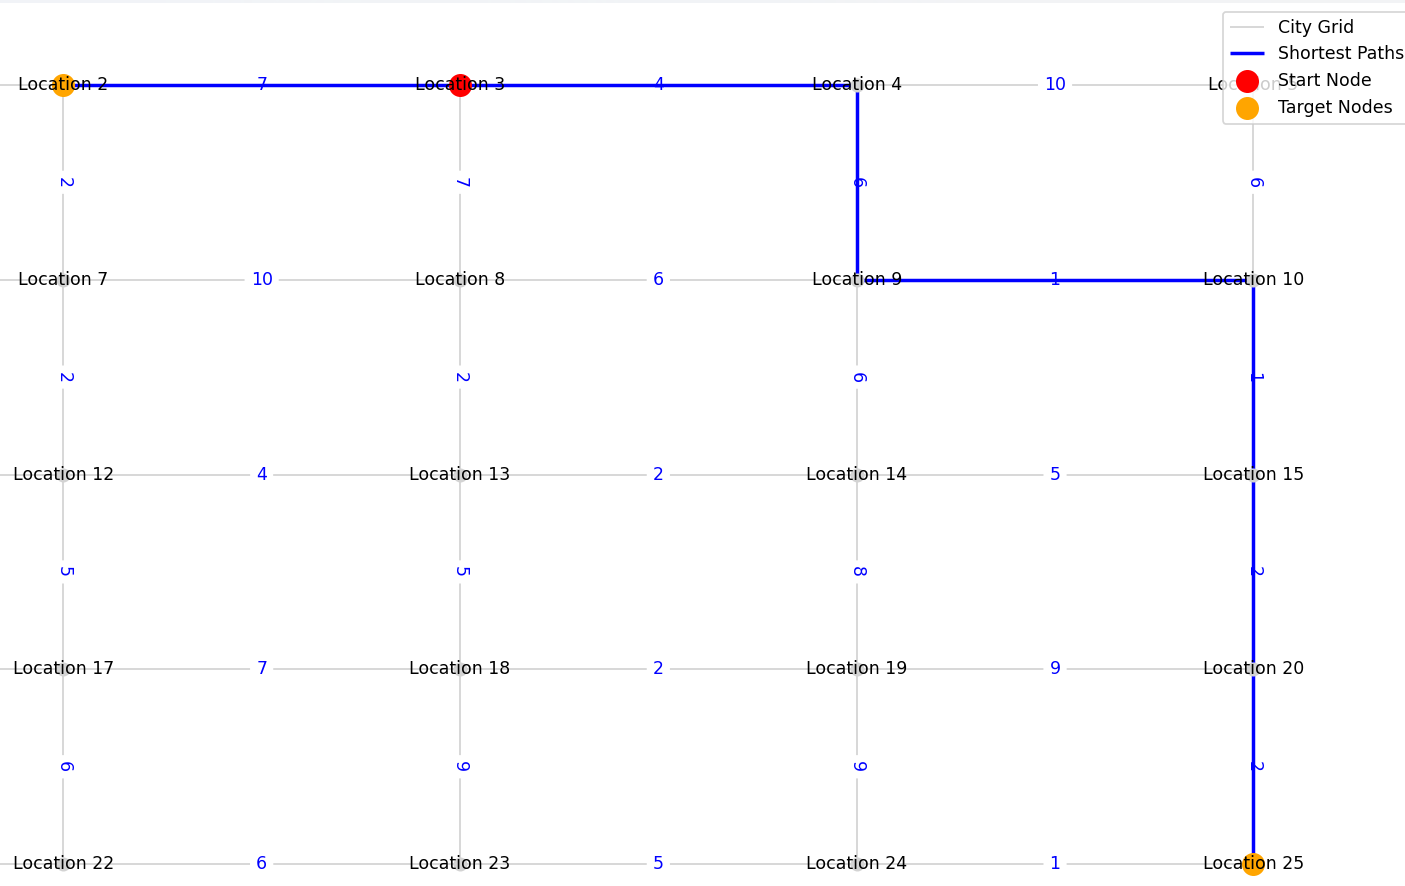 City Grid
Shortest Paths
Start Node
Target Nodes
Location 2
7
Location 3
4
Location 4
10
2
7
6
Location 7
10
Location 8
6
Location 9
1
Location 10
2
2
6
1
Location 12
4
Location 13
2
Location 14
5
Location 15
5
5
8
2
Location 17
7
Location 18
2
Location 19
9
Location 20
6
9
9
2
Location 22
6
Location 23
5
Location 24
1
Location 25